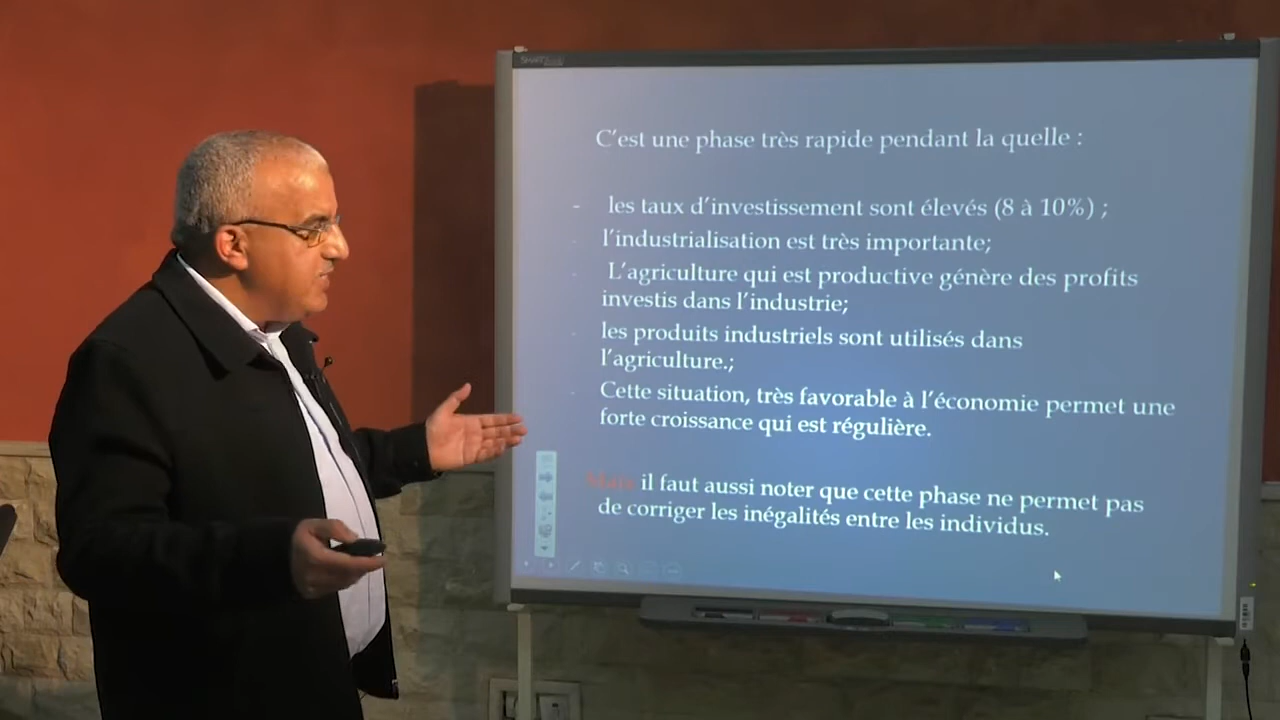 C'est une phase très rapide pendant la quelle :
- les taux d'investissement sont élevés (8 à 10%) ;
- l'industrialisation est très importante;
- L'agriculture qui est productive génère des profits
investis dans l'industrie;
- les produits industriels sont utilisés dans
l'agriculture.;
- Cette situation, très favorable à l'économie permet une
forte croissance qui est régulière.
Mais il faut aussi noter que cette phase ne permet pas
de corriger les inégalités entre les individus.